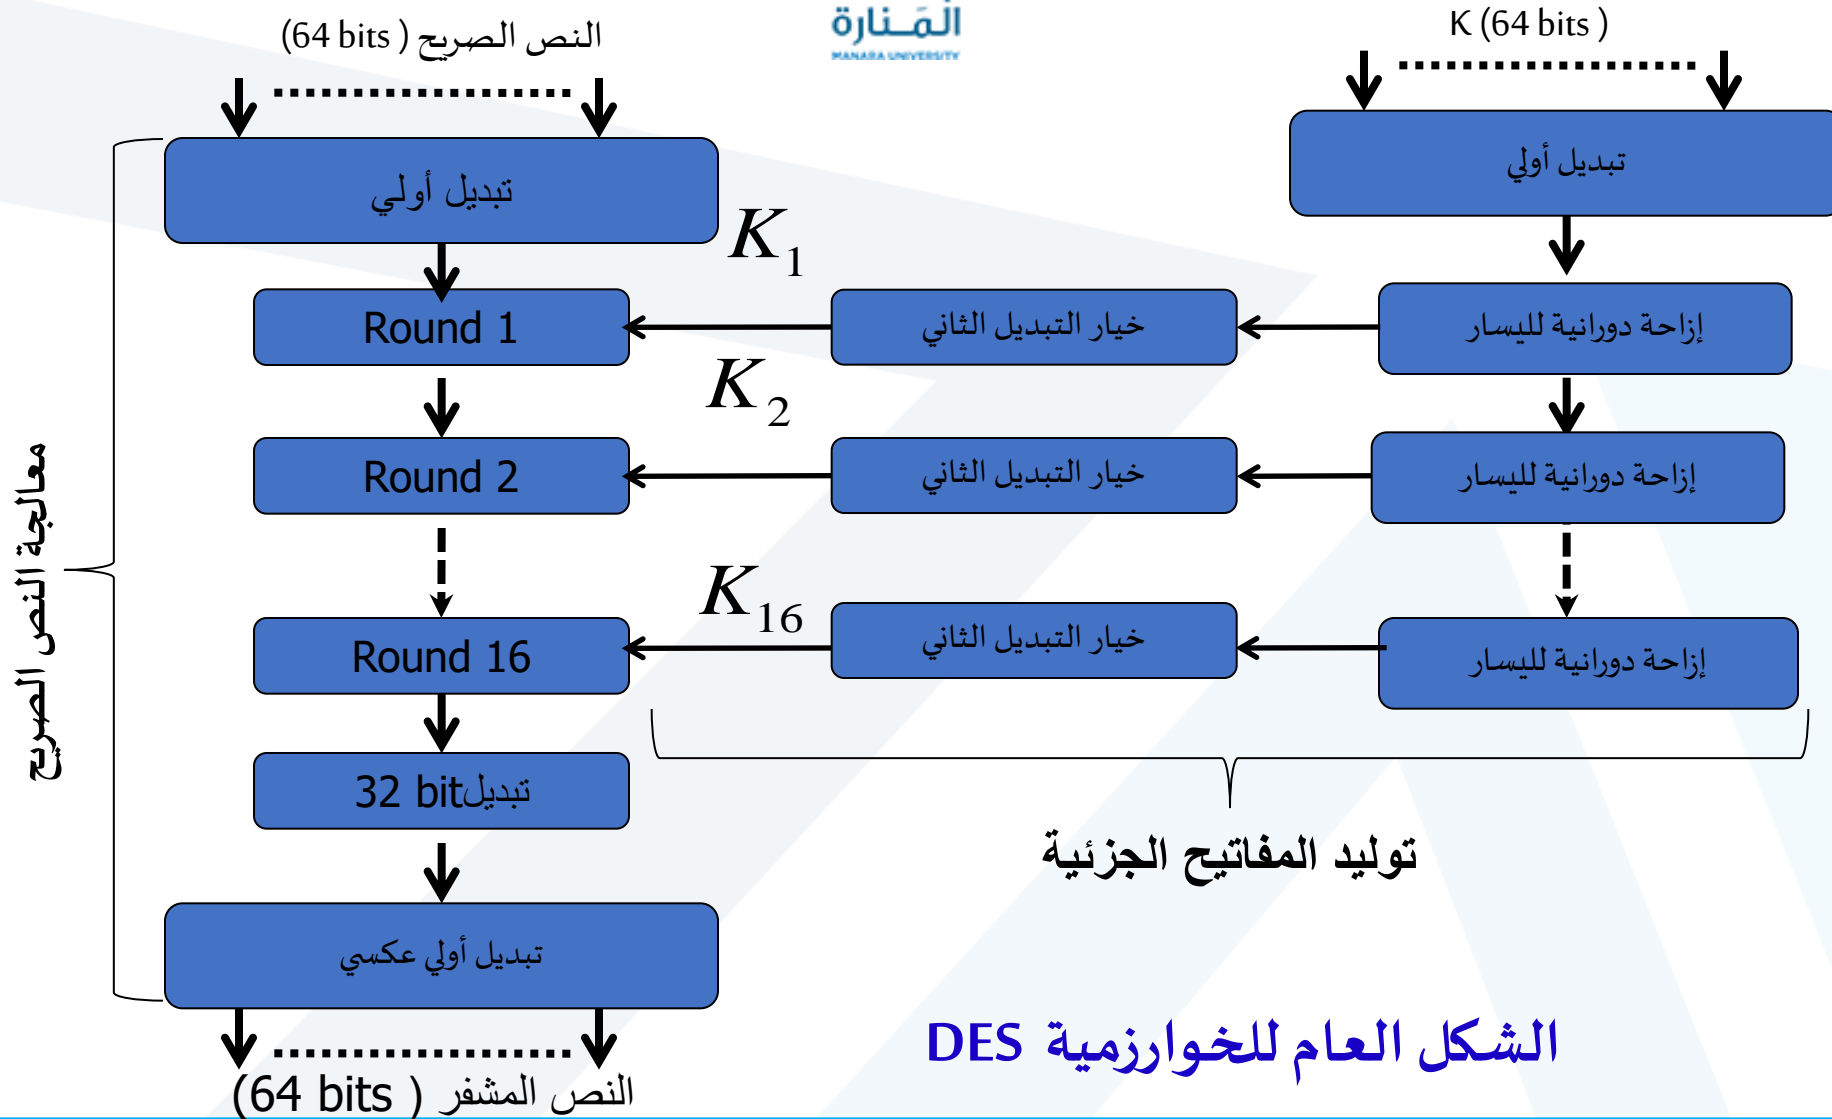 المنارة
MANARA UNIVERSITY
النص الصريح (64 bits)
K (64 bits)
تبديل أولي
تبديل أولي
K1
Round 1
خيار التبديل الثاني
إزاحة دورانية لليسار
K2
Round 2
خيار التبديل الثاني
إزاحة دورانية لليسار
K16
Round 16
خيار التبديل الثاني
إزاحة دورانية لليسار
تبديل 32 bit
تبديل أولي عكسي
النص المشفر (64 bits)
معالجة النص الصريح
توليد المفاتيح الجزئية
الشكل العام للخوارزمية DES